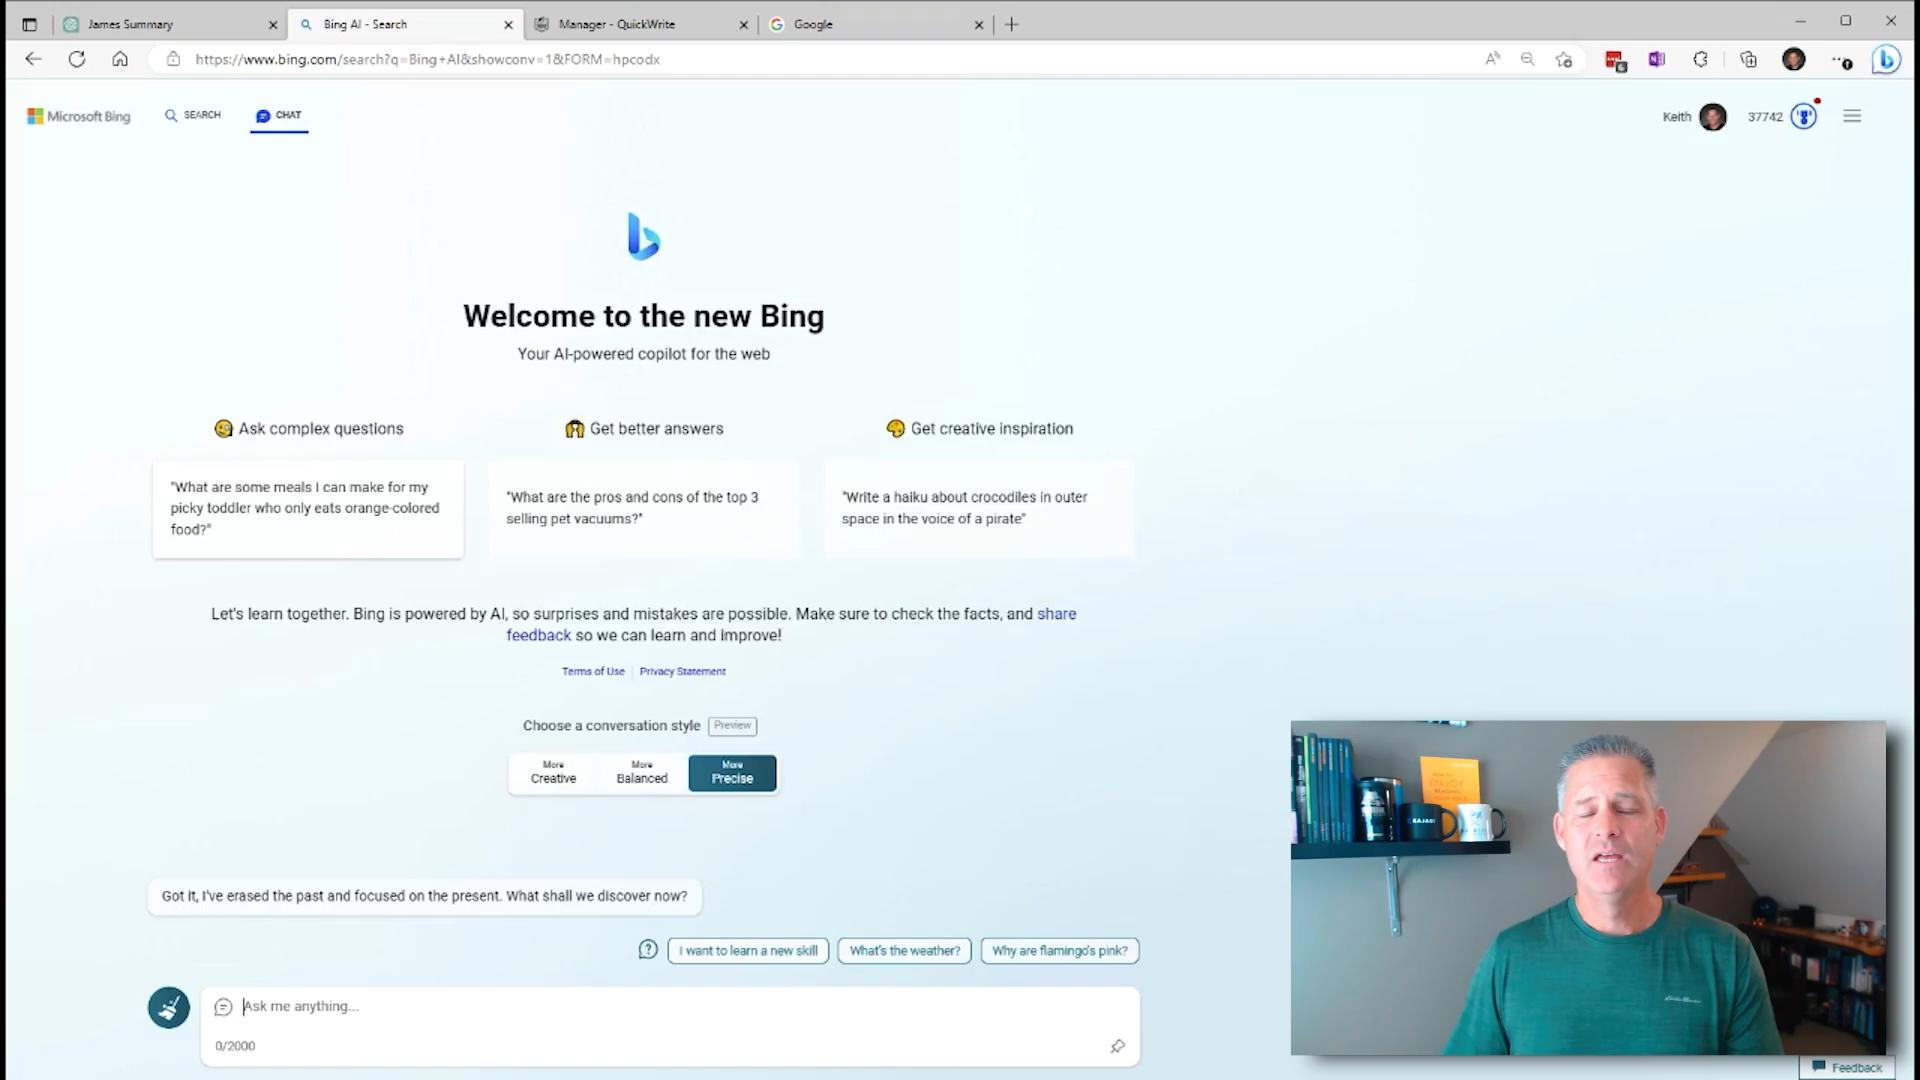 James Summary
Bing AI - Search
Manager - QuickWrite
Google
https://www.bing.com/search?q=Bing+AI&showconv=1&FORM=hpcodx
Microsoft Bing
SEARCH
CHAT
Keith
37742
Welcome to the new Bing
Your AI-powered copilot for the web
Ask complex questions
Get better answers
Get creative inspiration
"What are some meals I can make for my
picky toddler who only eats orange-colored
food?"
"What are the pros and cons of the top 3
selling pet vacuums?"
"Write a haiku about crocodiles in outer
space in the voice of a pirate"
Let's learn together. Bing is powered by AI, so surprises and mistakes are possible. Make sure to check the facts, and share
feedback so we can learn and improve!
Terms of Use
Privacy Statement
Choose a conversation style
Preview
More
Creative
More
Balanced
More
Precise
ENJOY
KAJABI
Got it, I've erased the past and focused on the present. What shall we discover now?
I want to learn a new skill
What's the weather?
Why are flamingo's pink?
Ask me anything...
0/2000
Feedback